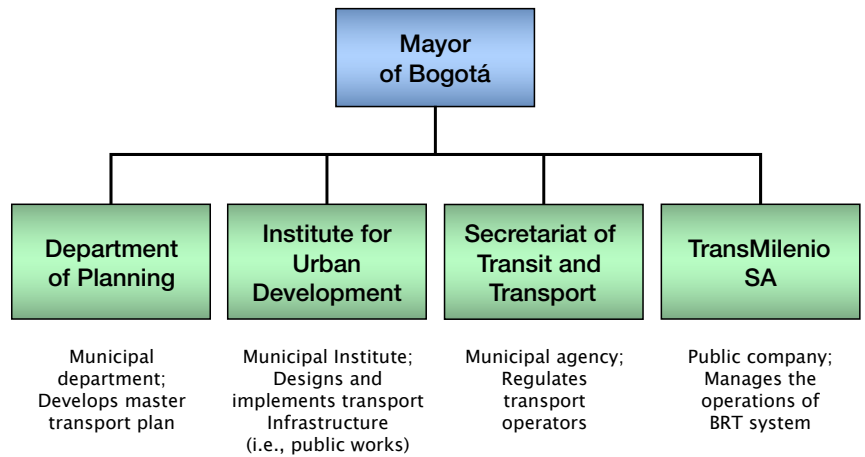 Mayor
of Bogotá
Department
of Planning
Institute for
Urban
Development
Secretariat of
Transit and
Transport
TransMilenio
SA
Municipal
department;
Develops master
transport plan
Municipal Institute;
Designs and
implements transport
Infrastructure
(i.e., public works)
Municipal agency;
Regulates
transport
operators
Public company;
Manages the
operations of
BRT system